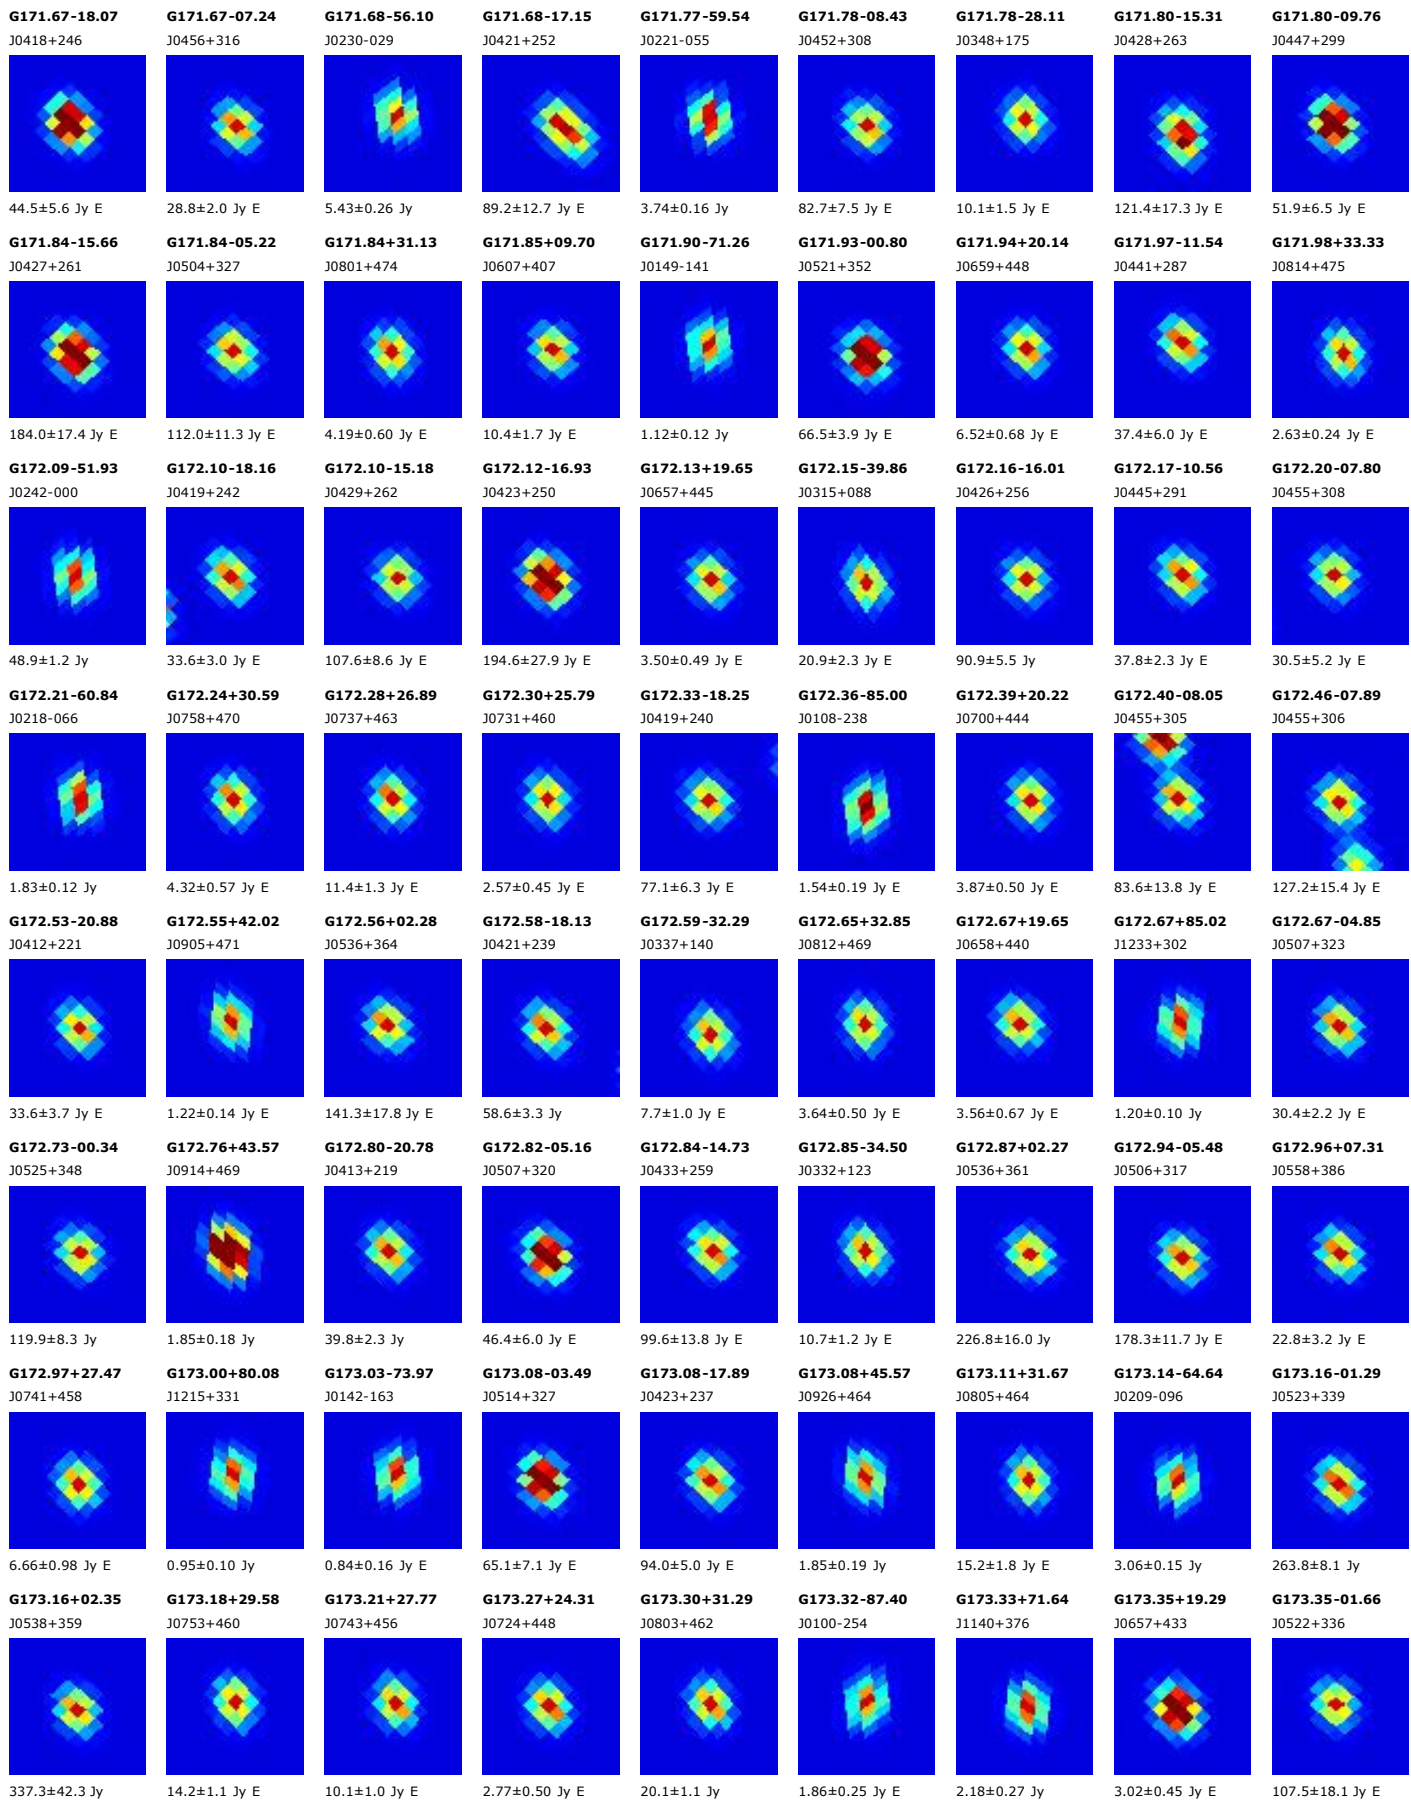 G171.67-18.07 G171.67-07.24 G171.68-56.10 G171.68-17.15 G171.77-59.54 G171.78-08.43 G171.78-28.11 G171.80-15.31 G171.80-09.76
J0418+246 J0456+316 J0230-029 J0421+252 J0221-055 J0452+308 J0348+175 J0428+263 J0447+299
44.5±5.6 Jy E 28.8±2.0 Jy E 5.43±0.26 Jy 89.2±12.7 Jy E 3.74±0.16 Jy 82.7±7.5 Jy E 10.1±1.5 Jy E 121.4±17.3 Jy E 51.9±6.5 Jy E
G171.84-15.66 G171.84-05.22 G171.84+31.13 G171.85+09.70 G171.90-71.26 G171.93-00.80 G171.94+20.14 G171.97-11.54 G171.98+33.33
J0427+261 J0504+327 J0801+474 J0607+407 J0149-141 J0521+352 J0659+448 J0441+287 J0814+475
184.0±17.4 Jy E 112.0±11.3 Jy E 4.19±0.60 Jy E 10.4±1.7 Jy E 1.12±0.12 Jy 66.5±3.9 Jy E 6.52±0.68 Jy E 37.4±6.0 Jy E 2.63±0.24 Jy E
G172.09-51.93 G172.10-18.16 G172.10-15.18 G172.12-16.93 G172.13+19.65 G172.15-39.86 G172.16-16.01 G172.17-10.56 G172.20-07.80
J0242-000 J0419+242 J0429+262 J0423+250 J0657+445 J0315+088 J0426+256 J0445+291 J0455+308
48.9±1.2 Jy 33.6±3.0 Jy E 107.6±8.6 Jy E 194.6±27.9 Jy E 3.50±0.49 Jy E 20.9±2.3 Jy E 90.9±5.5 Jy 37.8±2.3 Jy E 30.5±5.2 Jy E
G172.21-60.84 G172.24+30.59 G172.28+26.89 G172.30+25.79 G172.33-18.25 G172.36-85.00 G172.39+20.22 G172.40-08.05 G172.46-07.89
J0218-066 J0758+470 J0737+463 J0731+460 J0419+240 J0108-238 J0700+444 J0455+305 J0455+306
1.83±0.12 Jy 4.32±0.57 Jy E 11.4±1.3 Jy E 2.57±0.45 Jy E 77.1±6.3 Jy E 1.54±0.19 Jy E 3.87±0.50 Jy E 83.6±13.8 Jy E 127.2±15.4 Jy E
G172.53-20.88 G172.55+42.02 G172.56+02.28 G172.58-18.13 G172.59-32.29 G172.65+32.85 G172.67+19.65 G172.67+85.02 G172.67-04.85
J0412+221 J0905+471 J0536+364 J0421+239 J0337+140 J0812+469 J0658+440 J1233+302 J0507+323
33.6±3.7 Jy E 1.22±0.14 Jy E 141.3±17.8 Jy E 58.6±3.3 Jy 7.7±1.0 Jy E 3.64±0.50 Jy E 3.56±0.67 Jy E 1.20±0.10 Jy 30.4±2.2 Jy E
G172.73-00.34 G172.76+43.57 G172.80-20.78 G172.82-05.16 G172.84-14.73 G172.85-34.50 G172.87+02.27 G172.94-05.48 G172.96+07.31
J0525+348 J0914+469 J0413+219 J0507+320 J0433+259 J0332+123 J0536+361 J0506+317 J0558+386
119.9±8.3 Jy 1.85±0.18 Jy 39.8±2.3 Jy 46.4±6.0 Jy E 99.6±13.8 Jy E 10.7±1.2 Jy E 226.8±16.0 Jy 178.3±11.7 Jy E 22.8±3.2 Jy E
G172.97+27.47 G173.00+80.08 G173.03-73.97 G173.08-03.49 G173.08-17.89 G173.08+45.57 G173.11+31.67 G173.14-64.64 G173.16-01.29
J0741+458 J1215+331 J0142-163 J0514+327 J0423+237 J0926+464 J0805+464 J0209-096 J0523+339
6.66±0.98 Jy E 0.95±0.10 Jy 0.84±0.16 Jy E 65.1±7.1 Jy E 94.0±5.0 Jy E 1.85±0.19 Jy 15.2±1.8 Jy E 3.06±0.15 Jy 263.8±8.1 Jy
G173.16+02.35 G173.18+29.58 G173.21+27.77 G173.27+24.31 G173.30+31.29 G173.32-87.40 G173.33+71.64 G173.35+19.29 G173.35-01.66
J0538+359 J0753+460 J0743+456 J0724+448 J0803+462 J0100-254 J1140+376 J0657+433 J0522+336
337.3±42.3 Jy 14.2±1.1 Jy E 10.1±1.0 Jy E 2.77±0.50 Jy E 20.1±1.1 Jy 1.86±0.25 Jy E 2.18±0.27 Jy 3.02±0.45 Jy E 107.5±18.1 Jy E